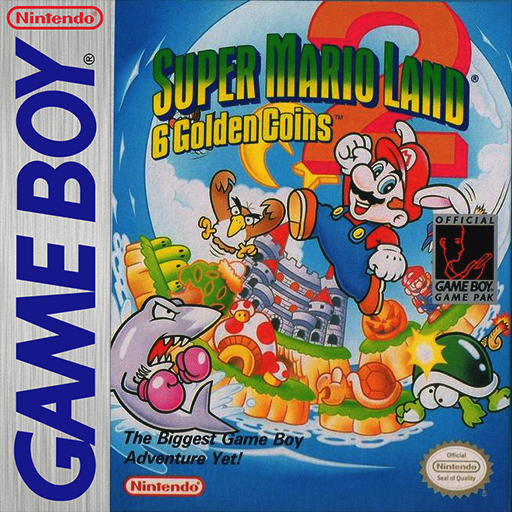 Nintendo
GAME BOY®
SUPER MARIO LAND®
2
6 Golden Coins™
OFFICIAL
GAME BOY
GAME PAK
The Biggest Game Boy
Adventure Yet!
Nintendo
Official
Nintendo
Seal of Quality